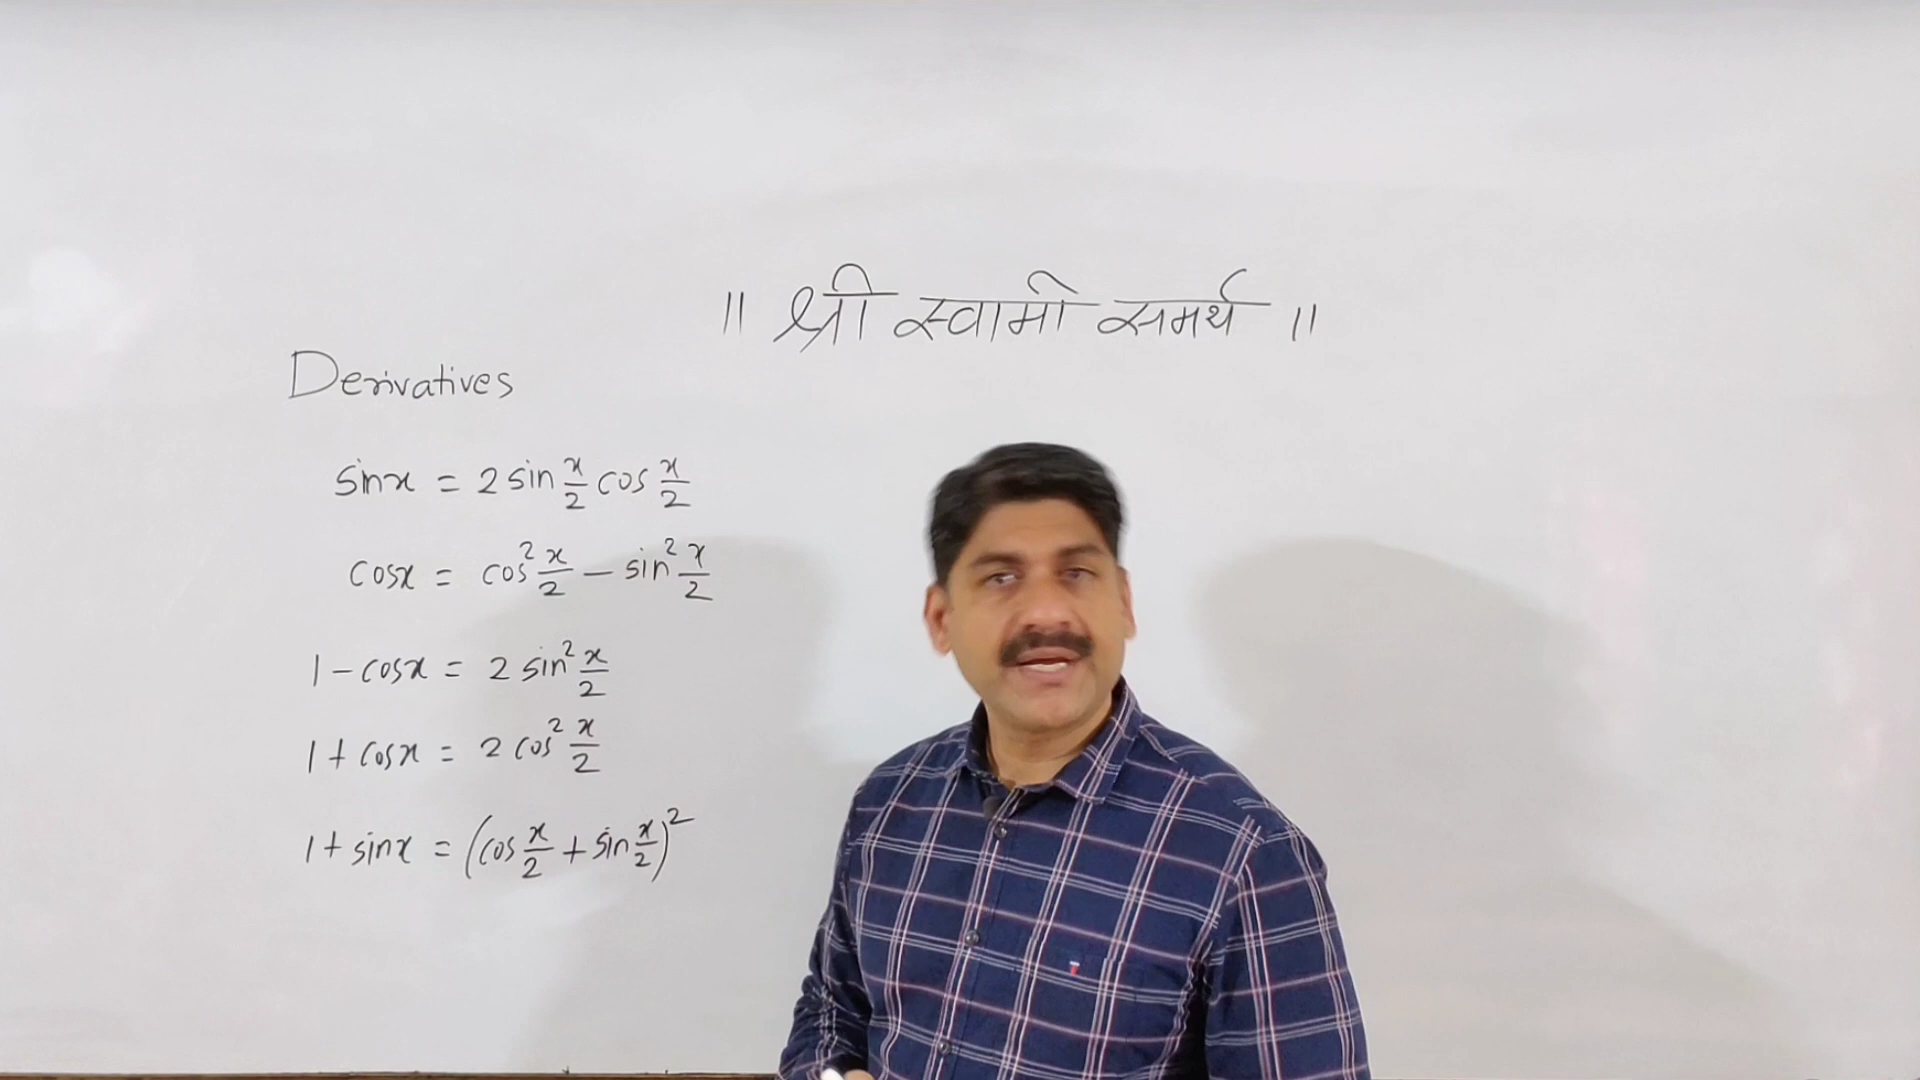 ॥ श्री स्वामी समर्थ ॥
Derivatives
sinx = 2 sin x/2 cos x/2
cosx = cos² x/2 − sin² x/2
1 − cosx = 2 sin² x/2
1 + cosx = 2 cos² x/2
1 + sinx = (cos x/2 + sin x/2)²